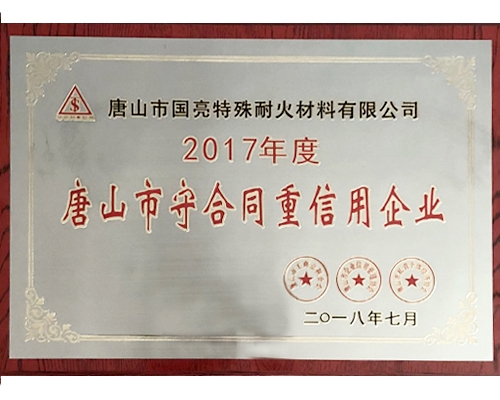 唐山市国亮特殊耐火材料有限公司
2017年度
唐山市守合同重信用企业
二〇一八年七月